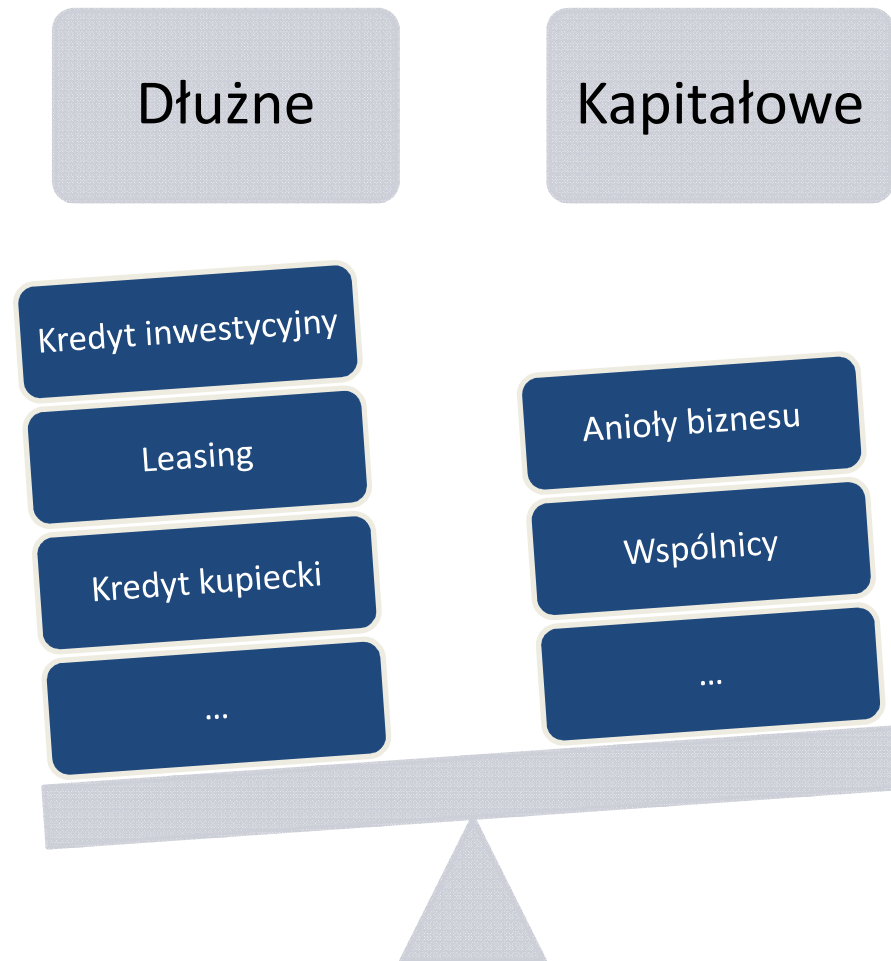 Dłużne
Kapitałowe
Kredyt inwestycyjny
Leasing
Kredyt kupiecki
...
Anioły biznesu
Wspólnicy
...